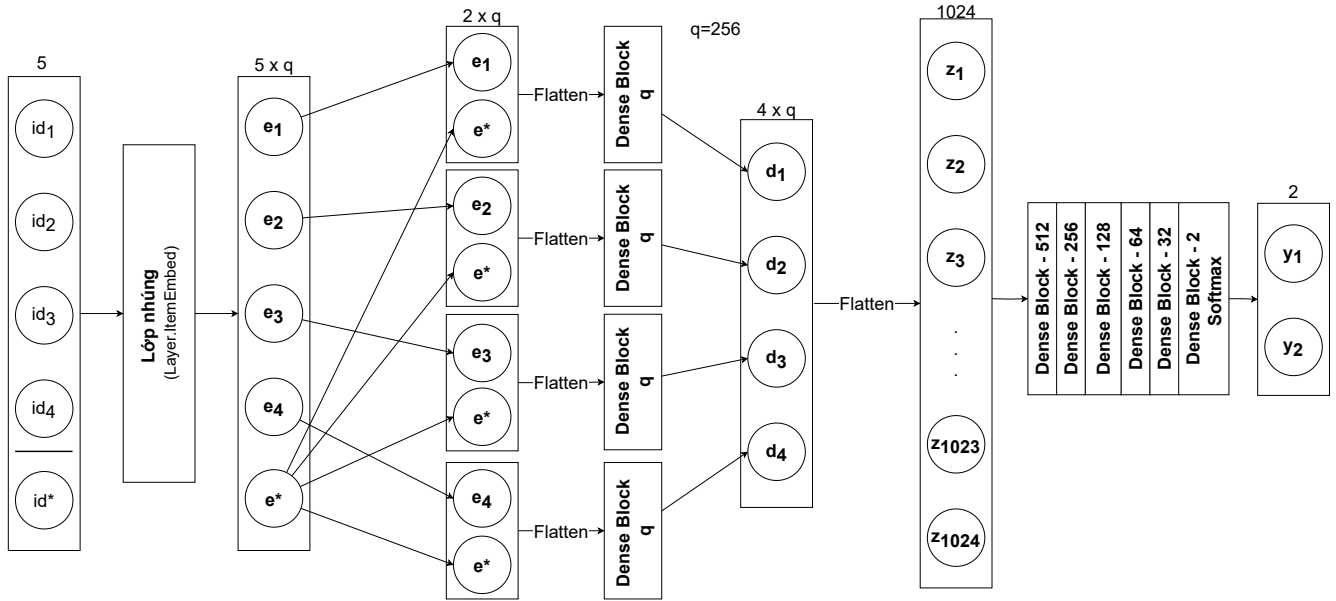 5
id1
id2
id3
id4
id*
Lớp nhúng
(Layer.ItemEmbed)
5 x q
e1
e2
e3
e4
e*
2 x q
e1
e*
e2
e*
e3
e*
e4
e*
Flatten
Flatten
Flatten
Flatten
Dense Block
q
Dense Block
q
Dense Block
q
Dense Block
q
q=256
4 x q
d1
d2
d3
d4
Flatten
1024
z1
z2
z3
.
.
.
z1023
z1024
Dense Block - 512
Dense Block - 256
Dense Block - 128
Dense Block - 64
Dense Block - 32
Dense Block - 2
Softmax
2
y1
y2